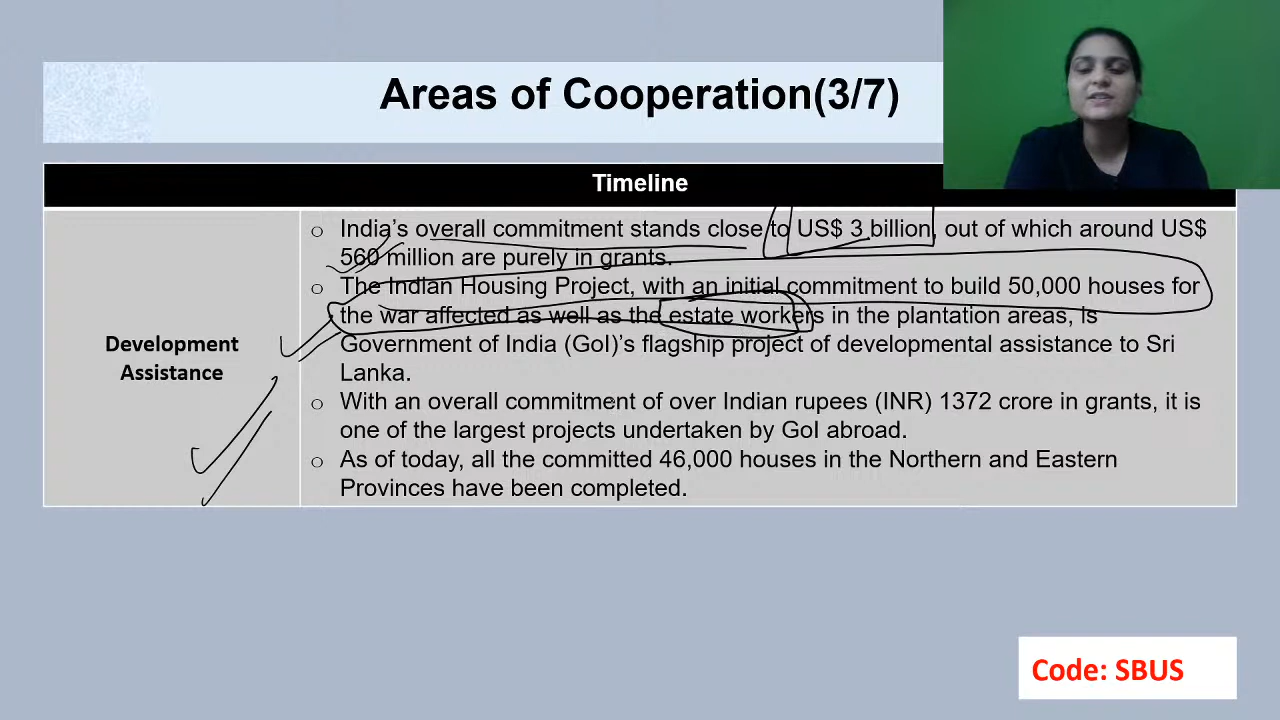 Areas of Cooperation(3/7)
Timeline
Development
Assistance
o India's overall commitment stands close to US$ 3 billion, out of which around US$
560 million are purely in grants.
o The Indian Housing Project, with an initial commitment to build 50,000 houses for
the war affected as well as the estate workers in the plantation areas, is
Government of India (GoI)'s flagship project of developmental assistance to Sri
Lanka.
o With an overall commitment of over Indian rupees (INR) 1372 crore in grants, it is
one of the largest projects undertaken by GoI abroad.
o As of today, all the committed 46,000 houses in the Northern and Eastern
Provinces have been completed.
Code: SBUS